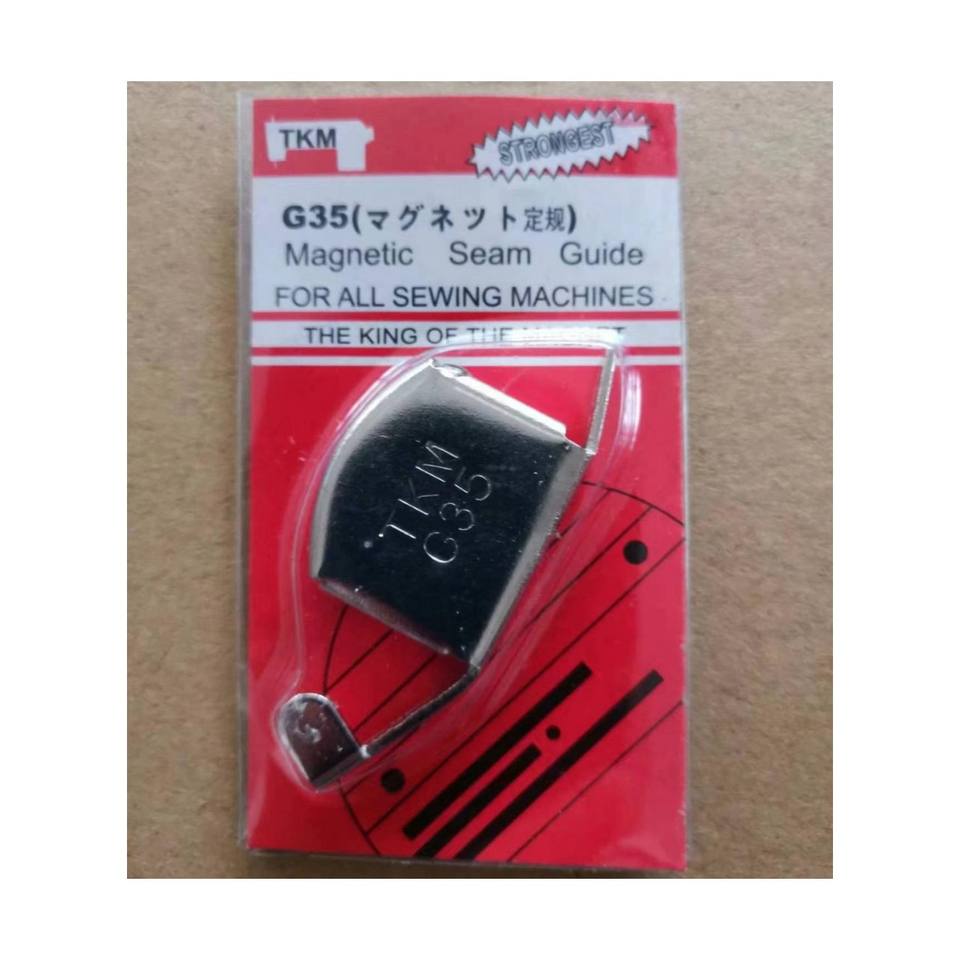 TKM
STRONGEST
G35(マグネット定规)
Magnetic Seam Guide
FOR ALL SEWING MACHINES
THE KING OF THE
TKM
G35